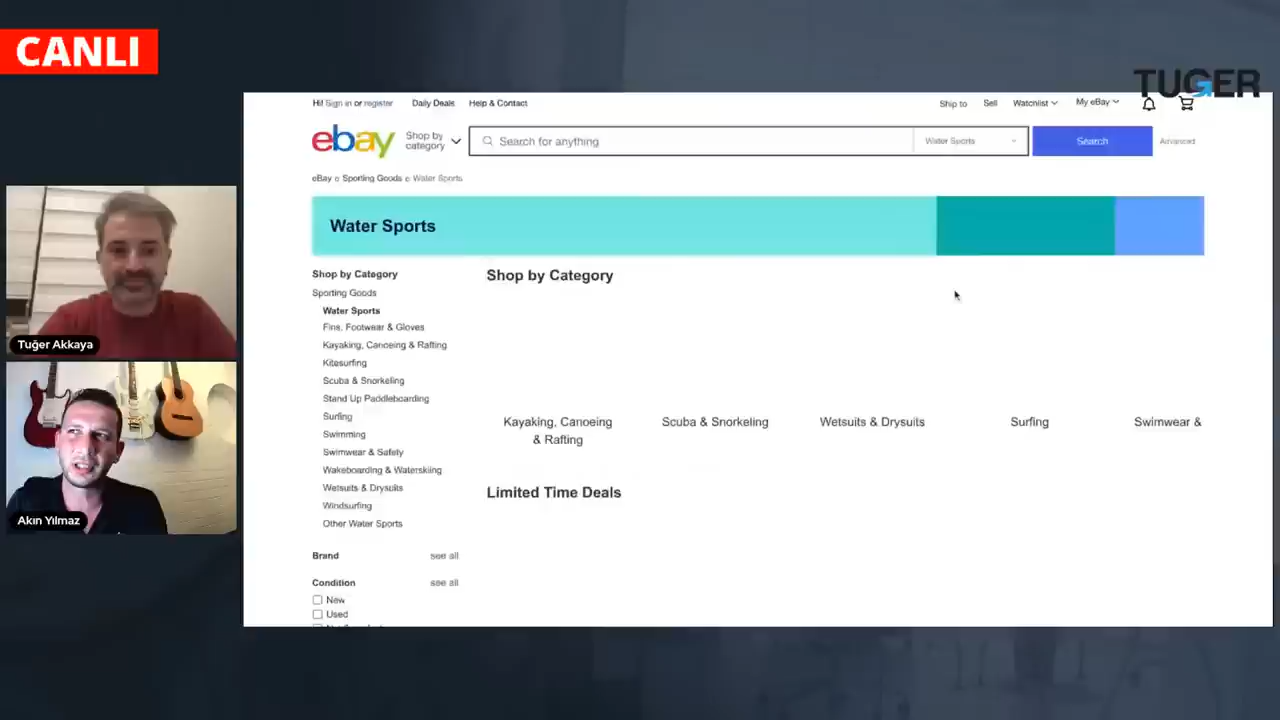 CANLI
TUGER
Hi! Sign in or register
Daily Deals
Help & Contact
Ship to
Sell
Watchlist
My eBay
ebay
Shop by category
Search for anything
Water Sports
Search
Advanced
eBay
Sporting Goods
Water Sports
Water Sports
Shop by Category
Sporting Goods
Water Sports
Fins, Footwear & Gloves
Kayaking, Canoeing & Rafting
Kitesurfing
Scuba & Snorkeling
Stand Up Paddleboarding
Surfing
Swimming
Swimwear & Safety
Wakeboarding & Waterskiing
Wetsuits & Drysuits
Windsurfing
Other Water Sports
Brand
see all
Condition
see all
New
Used
Shop by Category
Kayaking, Canoeing
& Rafting
Scuba & Snorkeling
Wetsuits & Drysuits
Surfing
Swimwear &
Limited Time Deals
Tuğer Akkaya
Akın Yılmaz